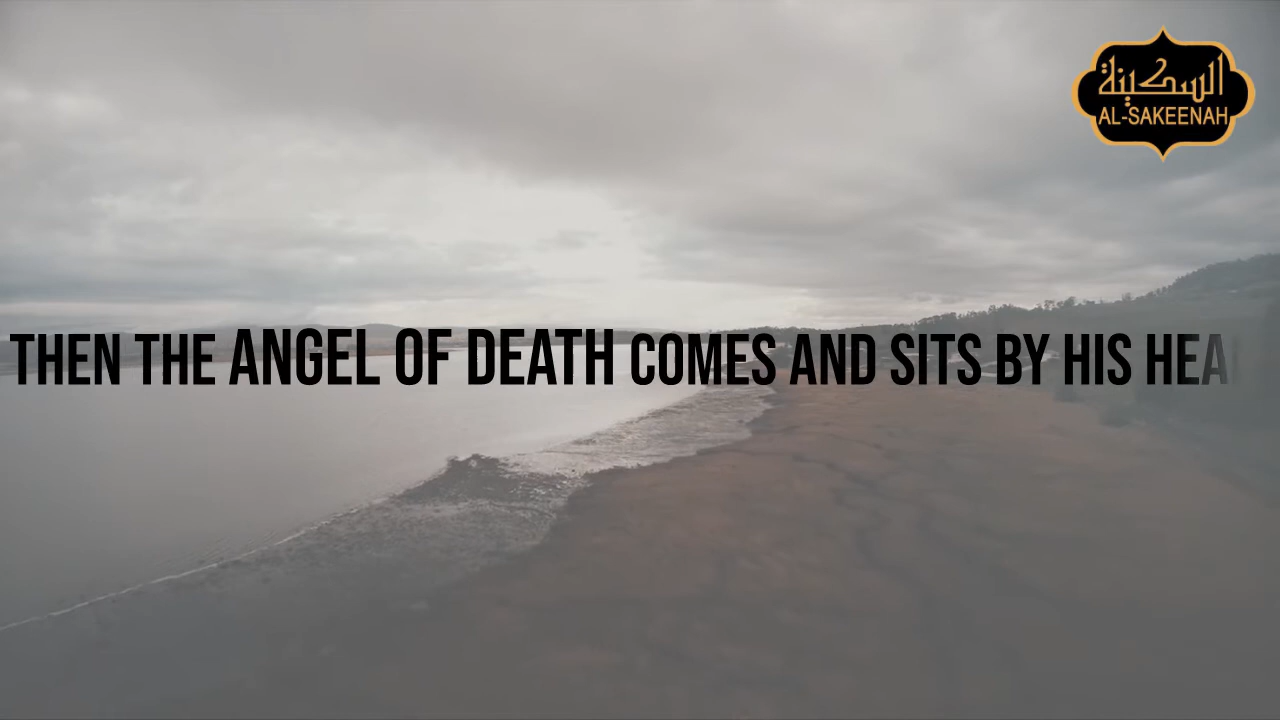 السكينة
AL-SAKEENAH
THEN THE ANGEL OF DEATH COMES AND SITS BY HIS